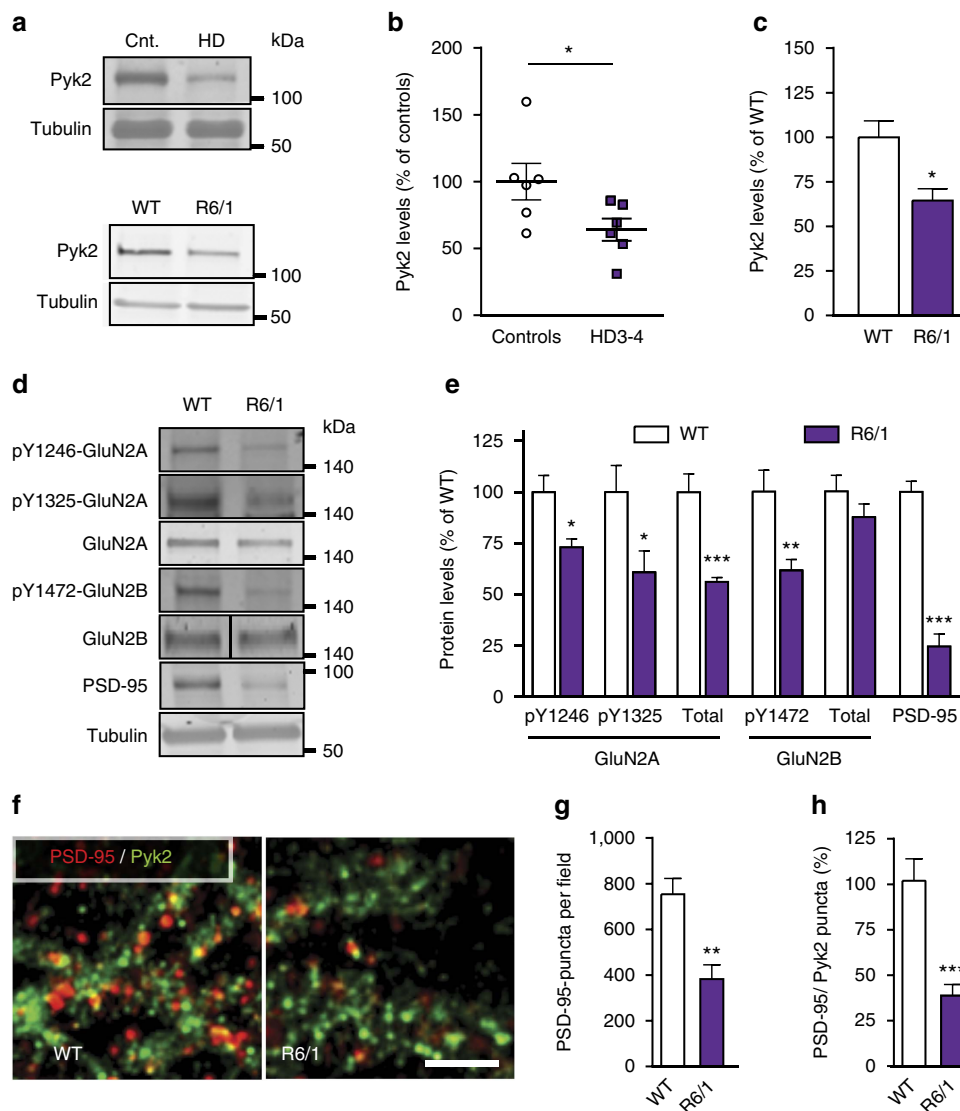 a
Cnt. HD kDa
Pyk2
100
Tubulin
50
WT R6/1
Pyk2
100
Tubulin
50
b
*
200
150
100
50
0
Pyk2 levels (% of controls)
Controls HD3-4
c
150
125
100
75
50
25
0
Pyk2 levels (% of WT)
*
WT R6/1
d
WT R6/1
kDa
pY1246-GluN2A
140
pY1325-GluN2A
140
GluN2A
140
pY1472-GluN2B
140
GluN2B
140
100
PSD-95
Tubulin
50
e
WT R6/1
125
100
75
50
25
0
Protein levels (% of WT)
* * *** ** ***
pY1246 pY1325 Total pY1472 Total PSD-95
GluN2A GluN2B
f
PSD-95 / Pyk2
WT R6/1
g
1,000
800
600
400
200
0
PSD-95-puncta per field
**
WT R6/1
h
125
100
75
50
25
0
PSD-95/ Pyk2 puncta (%)
***
WT R6/1